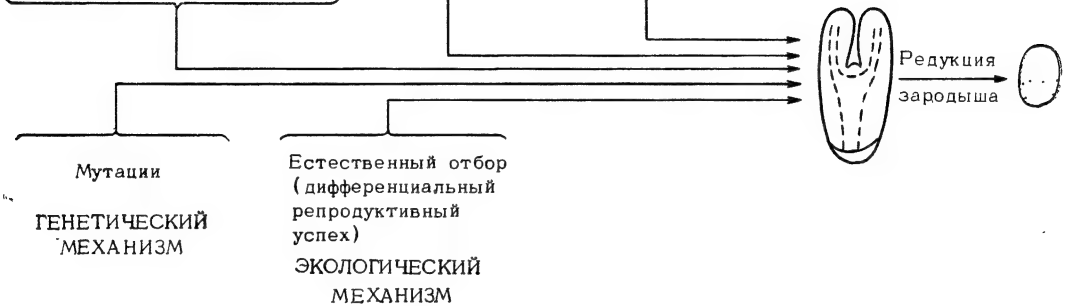 Редукция
зародыша
Мутации
ГЕНЕТИЧЕСКИЙ
МЕХАНИЗМ
Естественный отбор
(дифференциальный
репродуктивный
успех)
ЭКОЛОГИЧЕСКИЙ
МЕХАНИЗМ